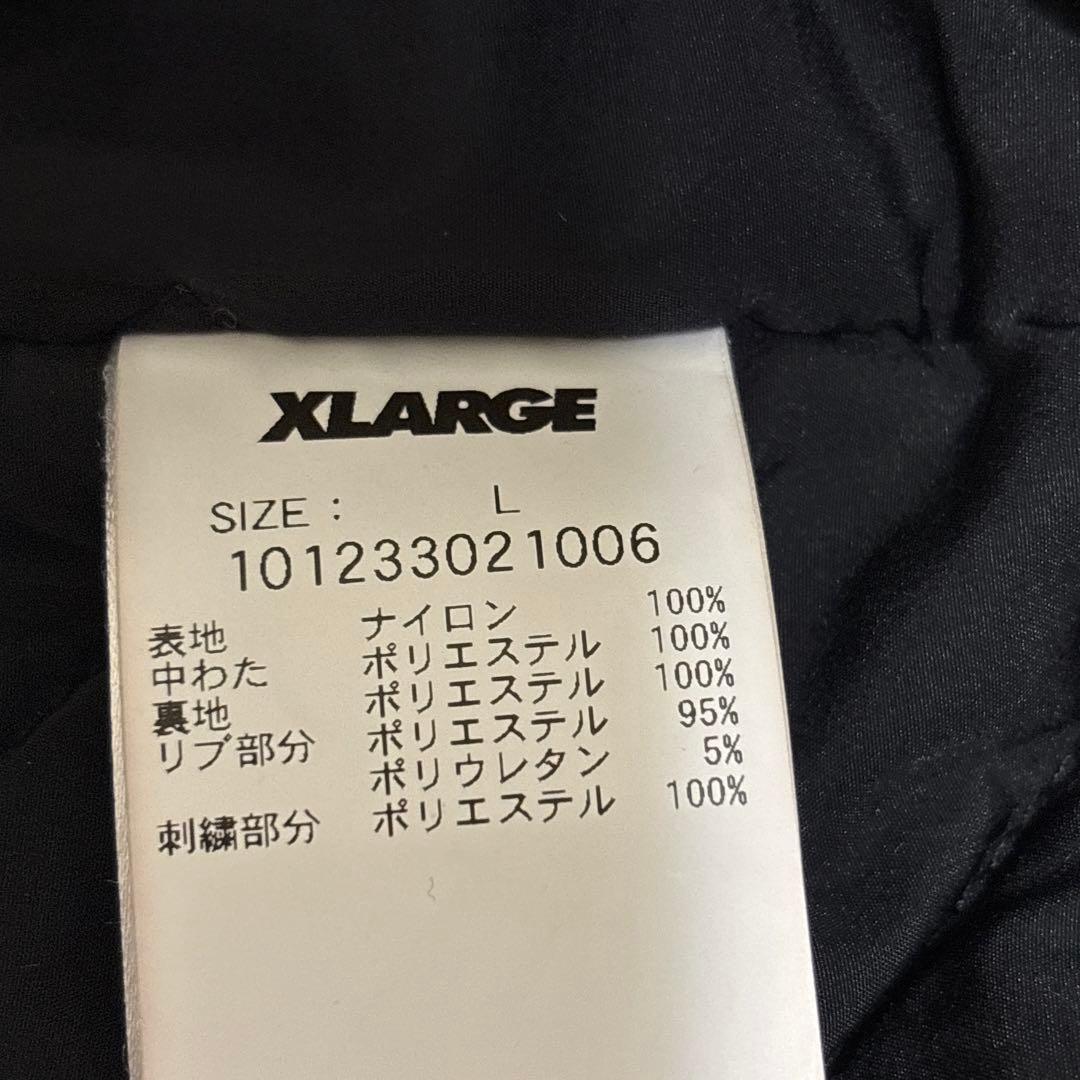 XLARGE
SIZE : L
101233021006
表地 ナイロン 100%
中わた ポリエステル 100%
裏地 ポリエステル 100%
リブ部分 ポリエステル 95%
ポリウレタン 5%
刺繍部分 ポリエステル 100%